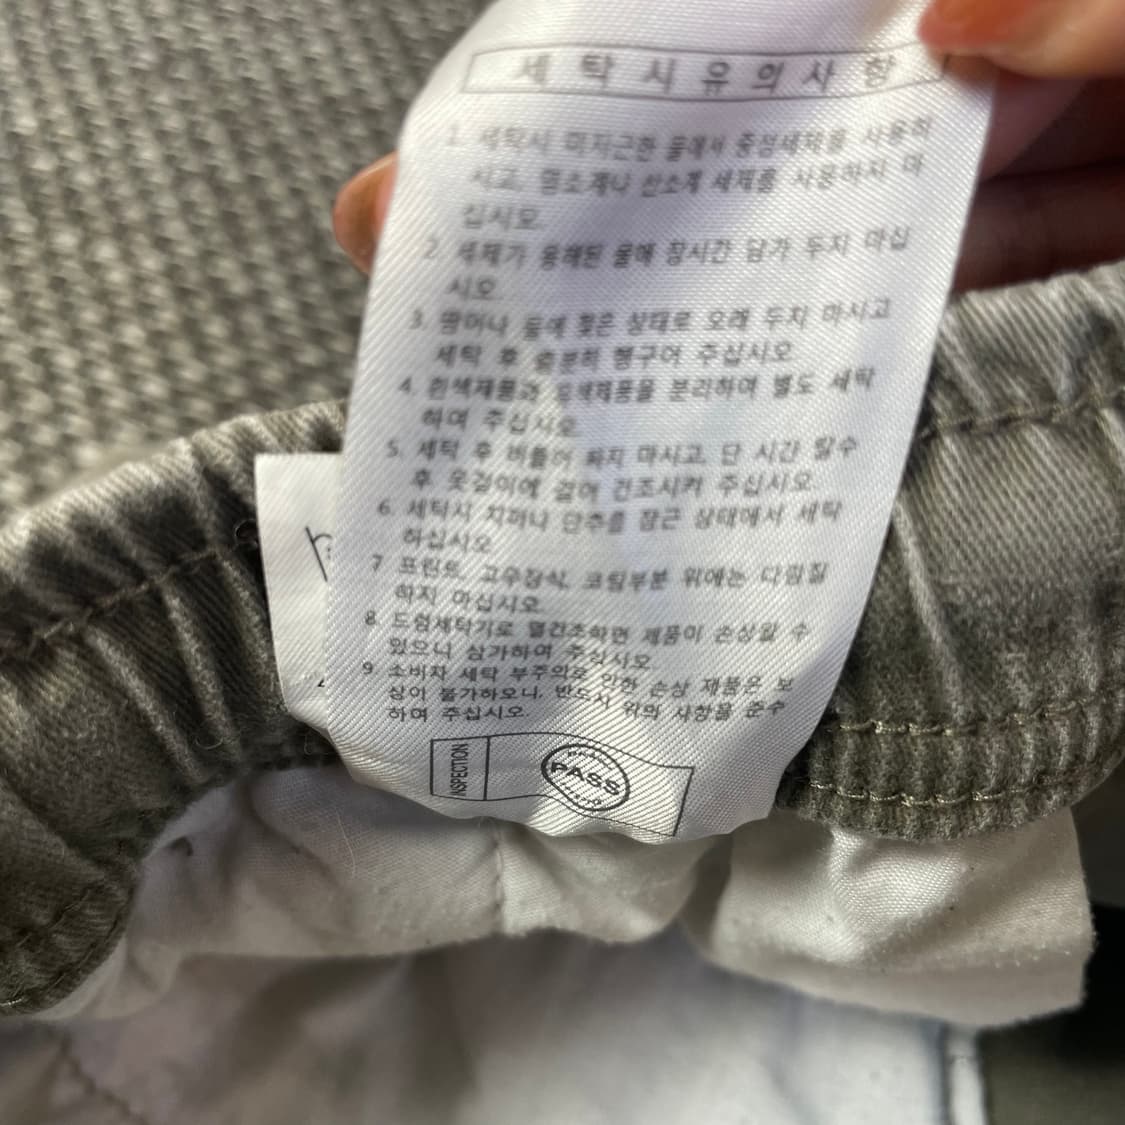 세탁시유의사항
1. 세탁시 미지근한 물에서 중성세제를 사용하
시고, 염소계나 산소계 세제를 사용하지 마
십시오.
2. 세제가 용해된 물에 장시간 담가 두지 마십
시오.
3. 땀이나 물에 젖은 상태로 오래 두지 마시고
세탁 후 충분히 헹구어 주십시오.
4. 흰색제품과 제품을 분리하여 별도 세탁
하여 주십시오.
5. 세탁 후 비틀어 짜지 마시고, 단 시간 탈수
후 옷걸이에 걸어 건조시켜 주십시오.
6. 세탁시 지퍼나 단추를 잠근 상태에서 세탁
하십시오.
7. 프린트, 고무장식, 코팅부분 위에는 다림질
하지 마십시오.
8. 드럼세탁기로 열건조하면 제품이 손상될 수
있으니 삼가하여 주십시오.
9. 소비자 세탁 부주의로 인한 손상 제품은 보
상이 불가하오니, 반드시 위의 사항을 준수
하여 주십시오.
INSPECTION
PASS